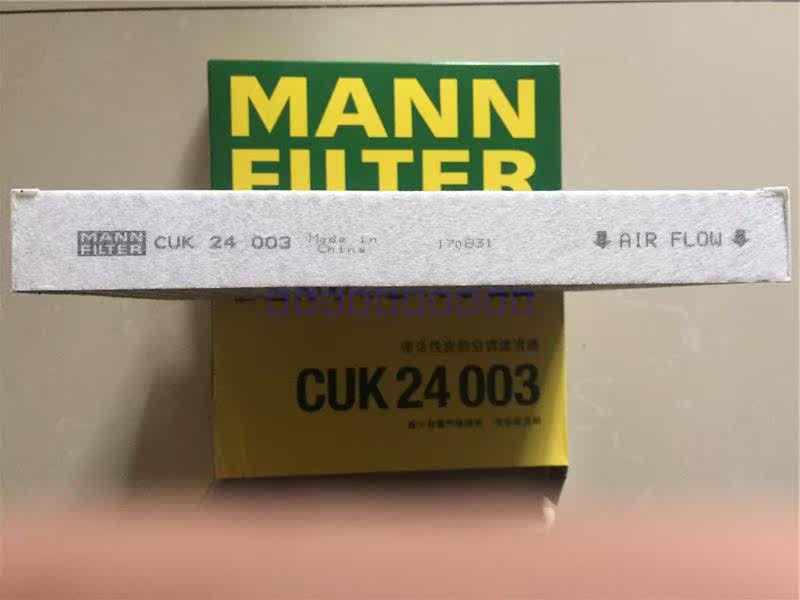 MANN
FILTER
MANN
FILTER
CUK 24 003
Made in
China
170831
AIR FLOW
CUK 24 003